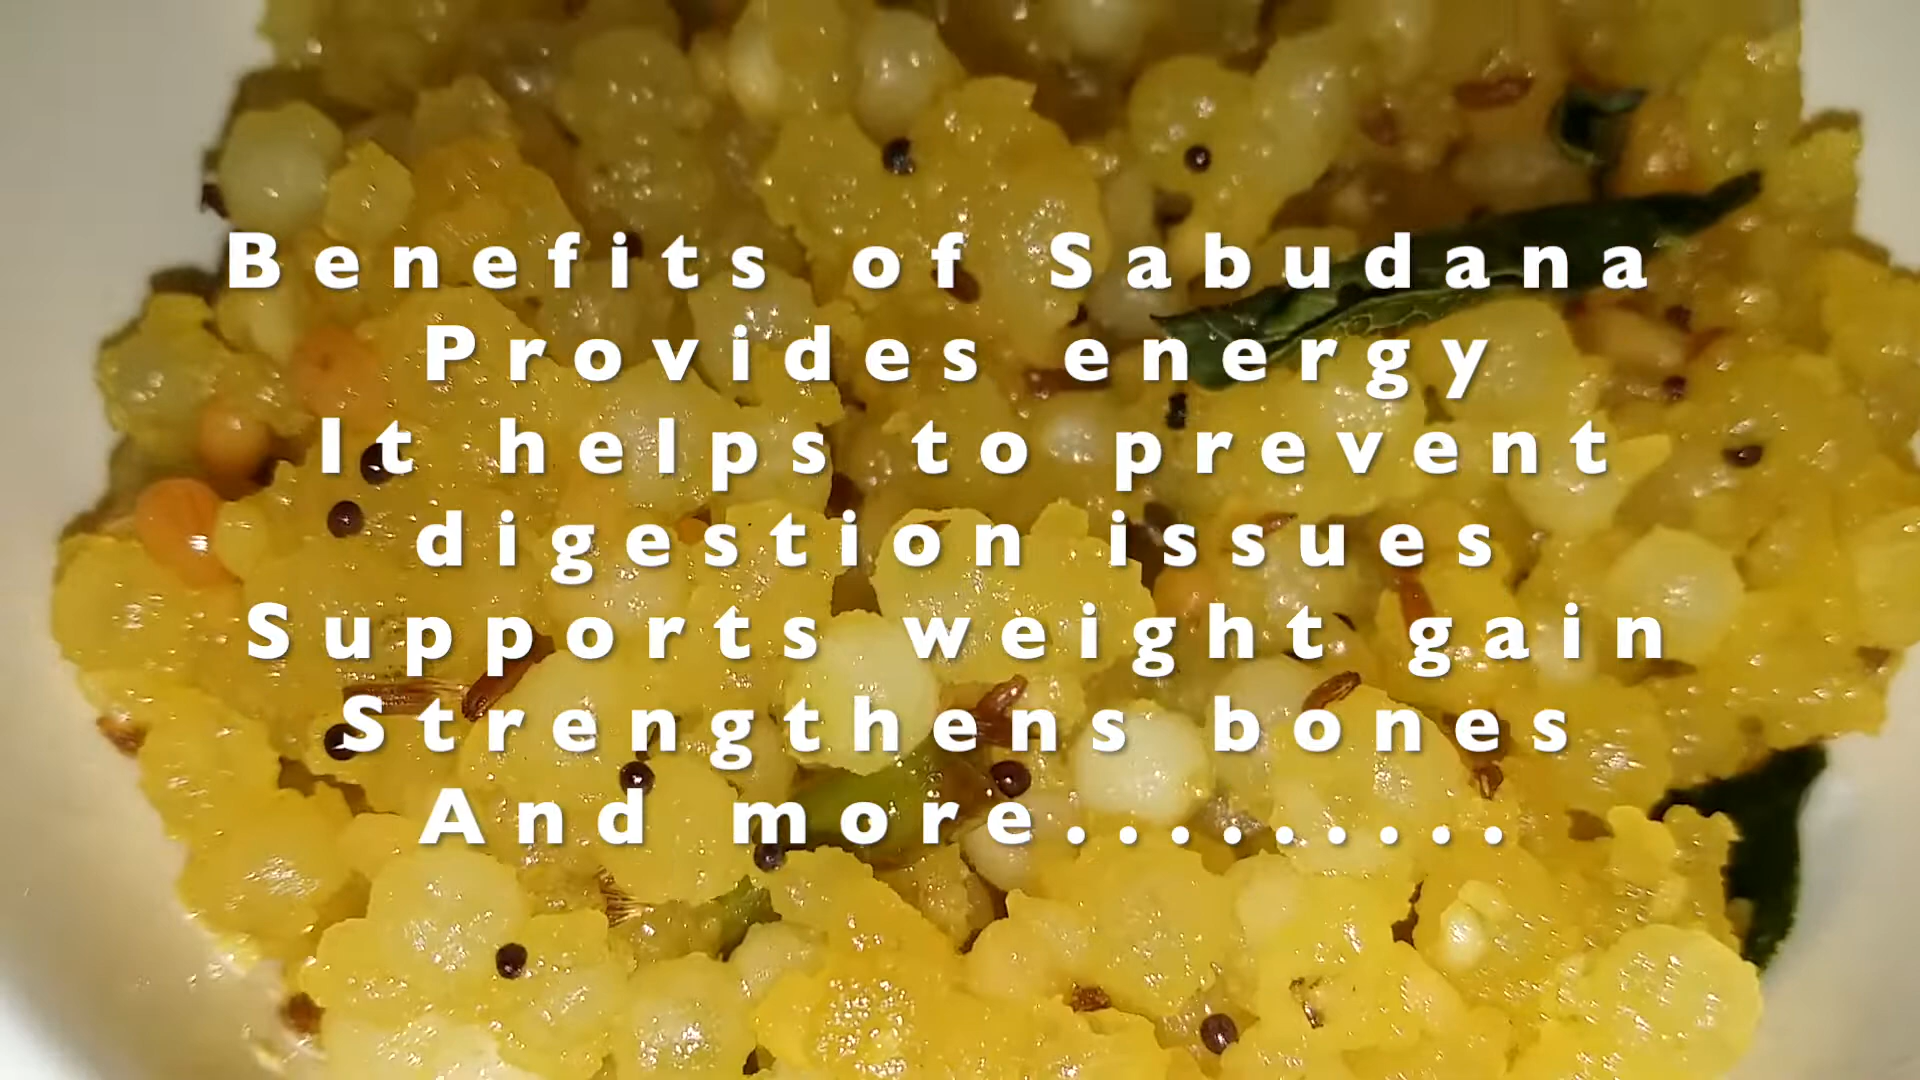 Benefits of Sabudana
Provides energy
It helps to prevent
digestion issues
Supports weight gain
Strengthens bones
And more.........